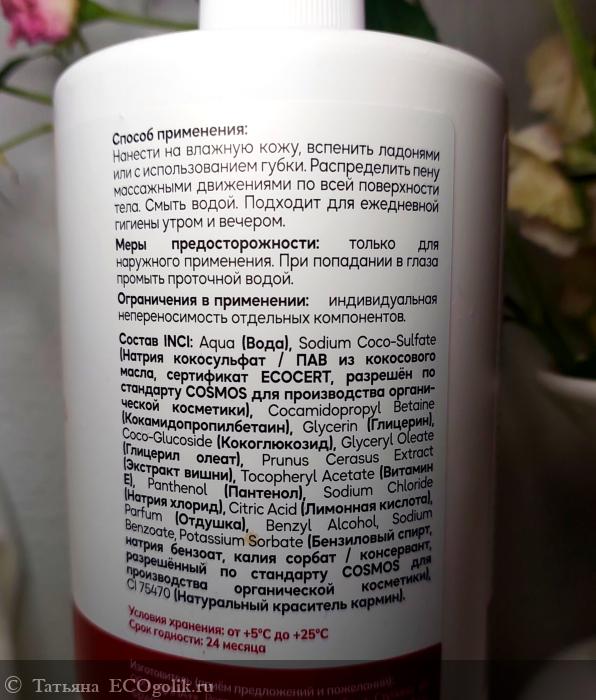 Способ применения:
Нанести на влажную кожу, вспенить ладонями
или с использованием губки. Распределить пену
массажными движениями по всей поверхности
тела. Смыть водой. Подходит для ежедневной
гигиены утром и вечером.
Меры предосторожности: только для
наружного применения. При попадании в глаза
промыть проточной водой.
Ограничения в применении: индивидуальная
непереносимость отдельных компонентов.
Состав INCI: Aqua (Вода), Sodium Coco-Sulfate
(Натрия кокосульфат / ПАВ из кокосового
масла, сертификат ECOCERT, разрешён по
стандарту COSMOS для производства органи-
ческой косметики), Cocamidopropyl Betaine
(Кокамидопропилбетаин), Glycerin (Глицерин),
Coco-Glucoside (Кокоглюкозид), Glyceryl Oleate
(Глицерил олеат), Prunus Cerasus Extract
(Экстракт вишни), Tocopheryl Acetate (Витамин
Е), Panthenol (Пантенол), Sodium Chloride
(Натрия хлорид), Citric Acid (Лимонная кислота),
Parfum (Отдушка), Benzyl Alcohol, Sodium
Benzoate, Potassium Sorbate (Бензиловый спирт,
натрия бензоат, калия сорбат / консервант,
разрешённый по стандарту COSMOS для
производства органической косметики),
CI 75470 (Натуральный краситель кармин).
Условия хранения: от +5°C до +25°C
Срок годности: 24 месяца
Изготовитель (приём предложений и пожеланий):
© Татьяна ECOgolik.ru